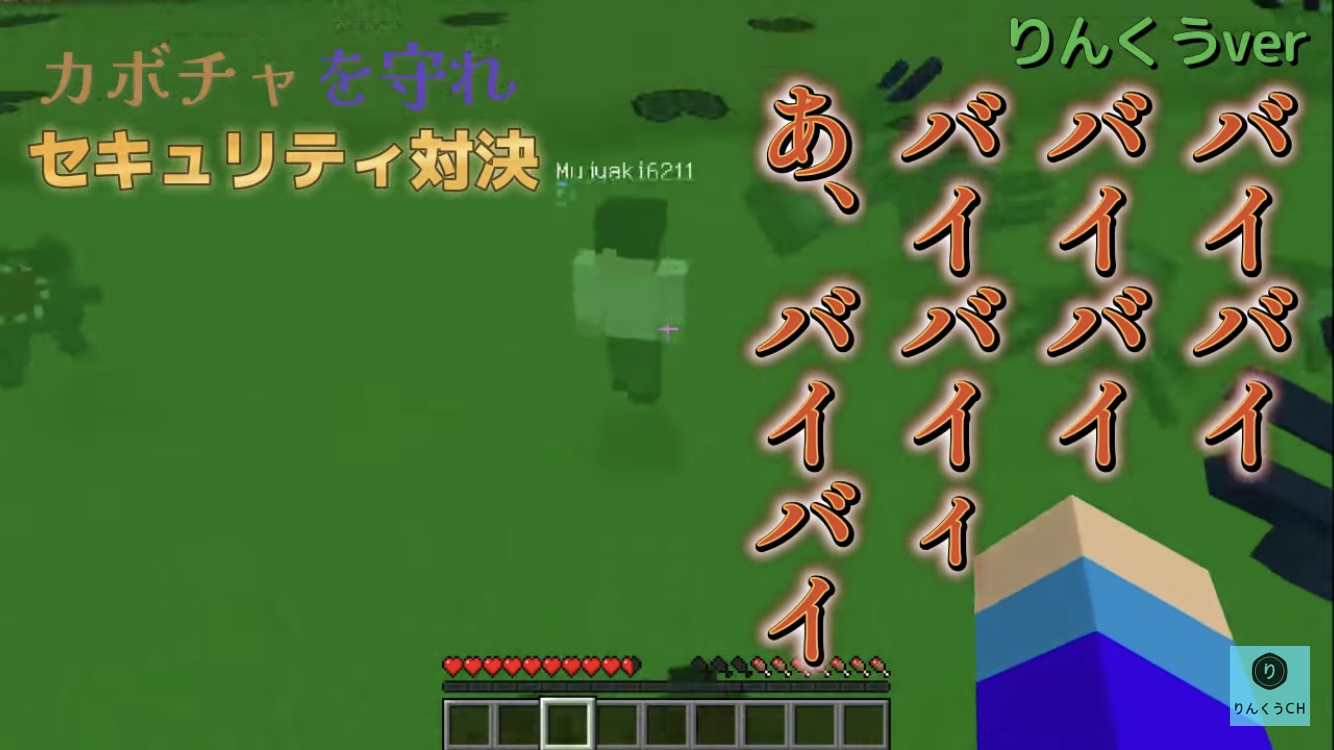 カボチャを守れ
セキュリティ対決
りんくうver
Mujuaki6211
バイバイ
バイバイ
バイバイィ
あ、バイバイ
り
りんくうCH